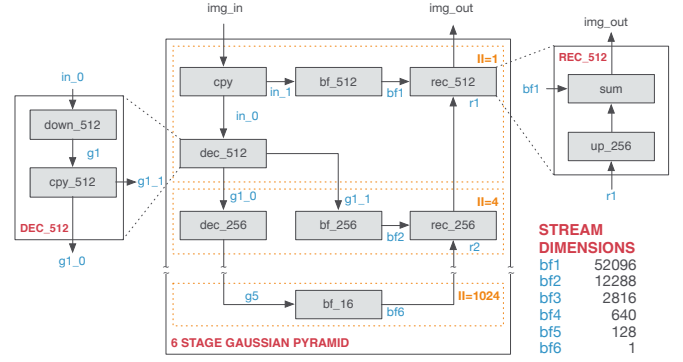 img_in
img_out
img_out
II=1
REC_512
in_0
cpy
bf_512
rec_512
bf1
sum
in_1
bf1
r1
down_512
in_0
g1
dec_512
up_256
cpy_512
g1_1
g1_0
g1_1
r1
II=4
DEC_512
dec_256
bf_256
rec_256
bf2
g1_0
r2
II=1024
g5
bf_16
bf6
6 STAGE GAUSSIAN PYRAMID
STREAM
DIMENSIONS
bf1 52096
bf2 12288
bf3 2816
bf4 640
bf5 128
bf6 1